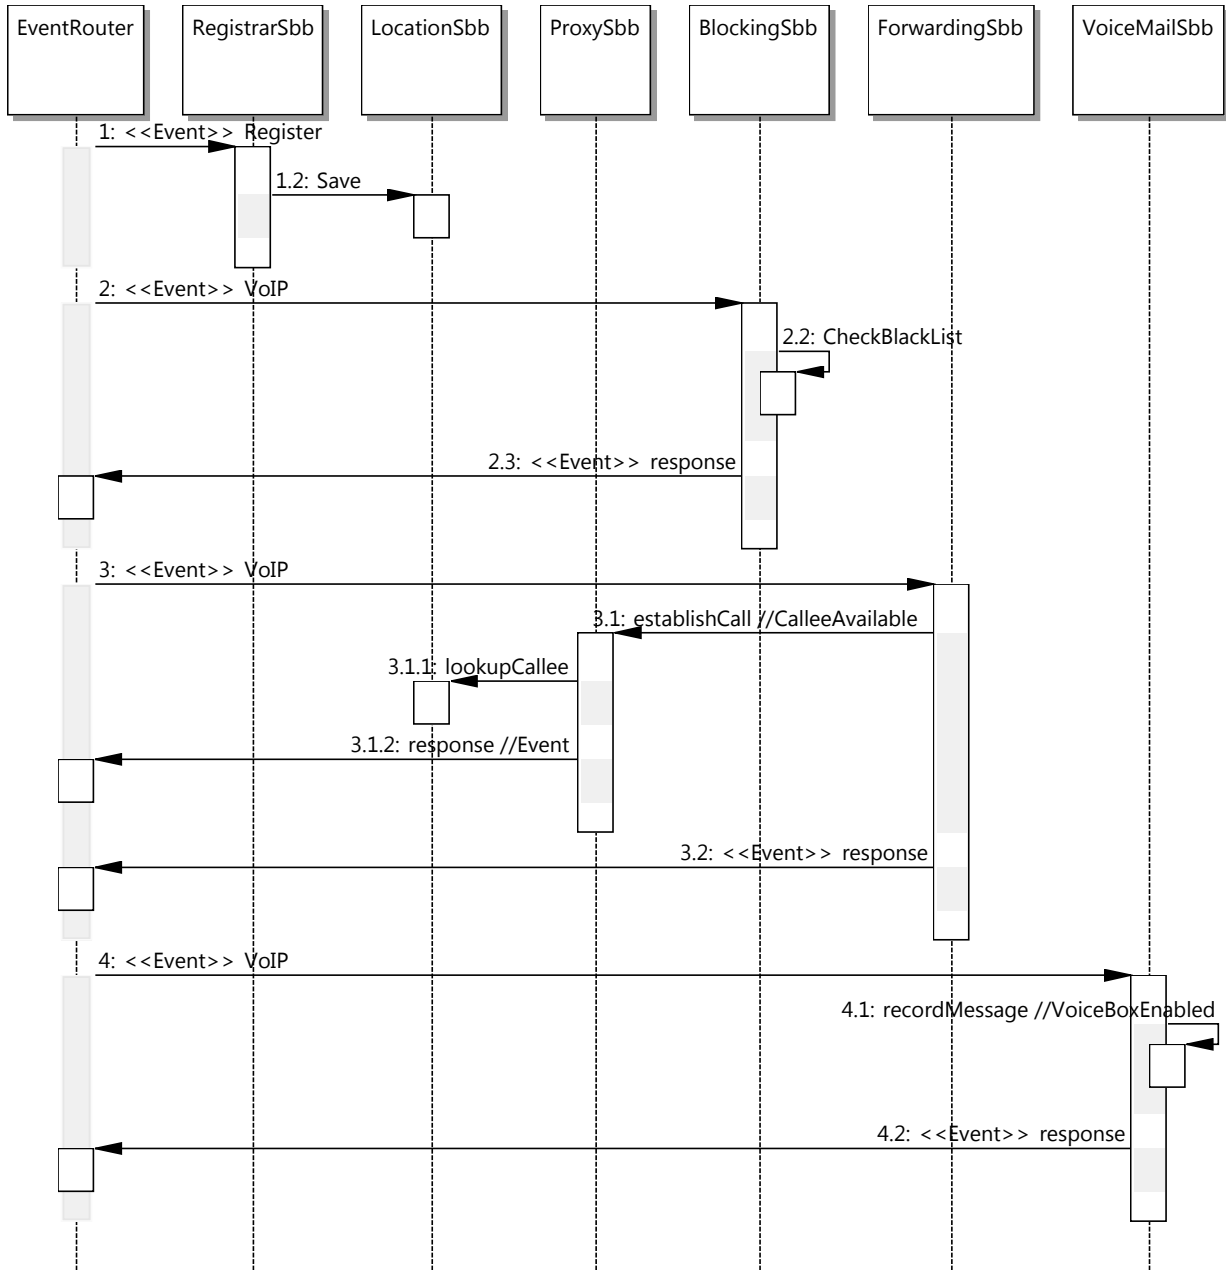 EventRouter RegistrarSbb LocationSbb ProxySbb BlockingSbb ForwardingSbb VoiceMailSbb
1: <<Event>> Register
1.2: Save
2: <<Event>> VoIP
2.2: CheckBlackList
2.3: <<Event>> response
3: <<Event>> VoIP
3.1: establishCall //CalleeAvailable
3.1.1: lookupCallee
3.1.2: response //Event
3.2: <<Event>> response
4: <<Event>> VoIP
4.1: recordMessage //VoiceBoxEnabled
4.2: <<Event>> response